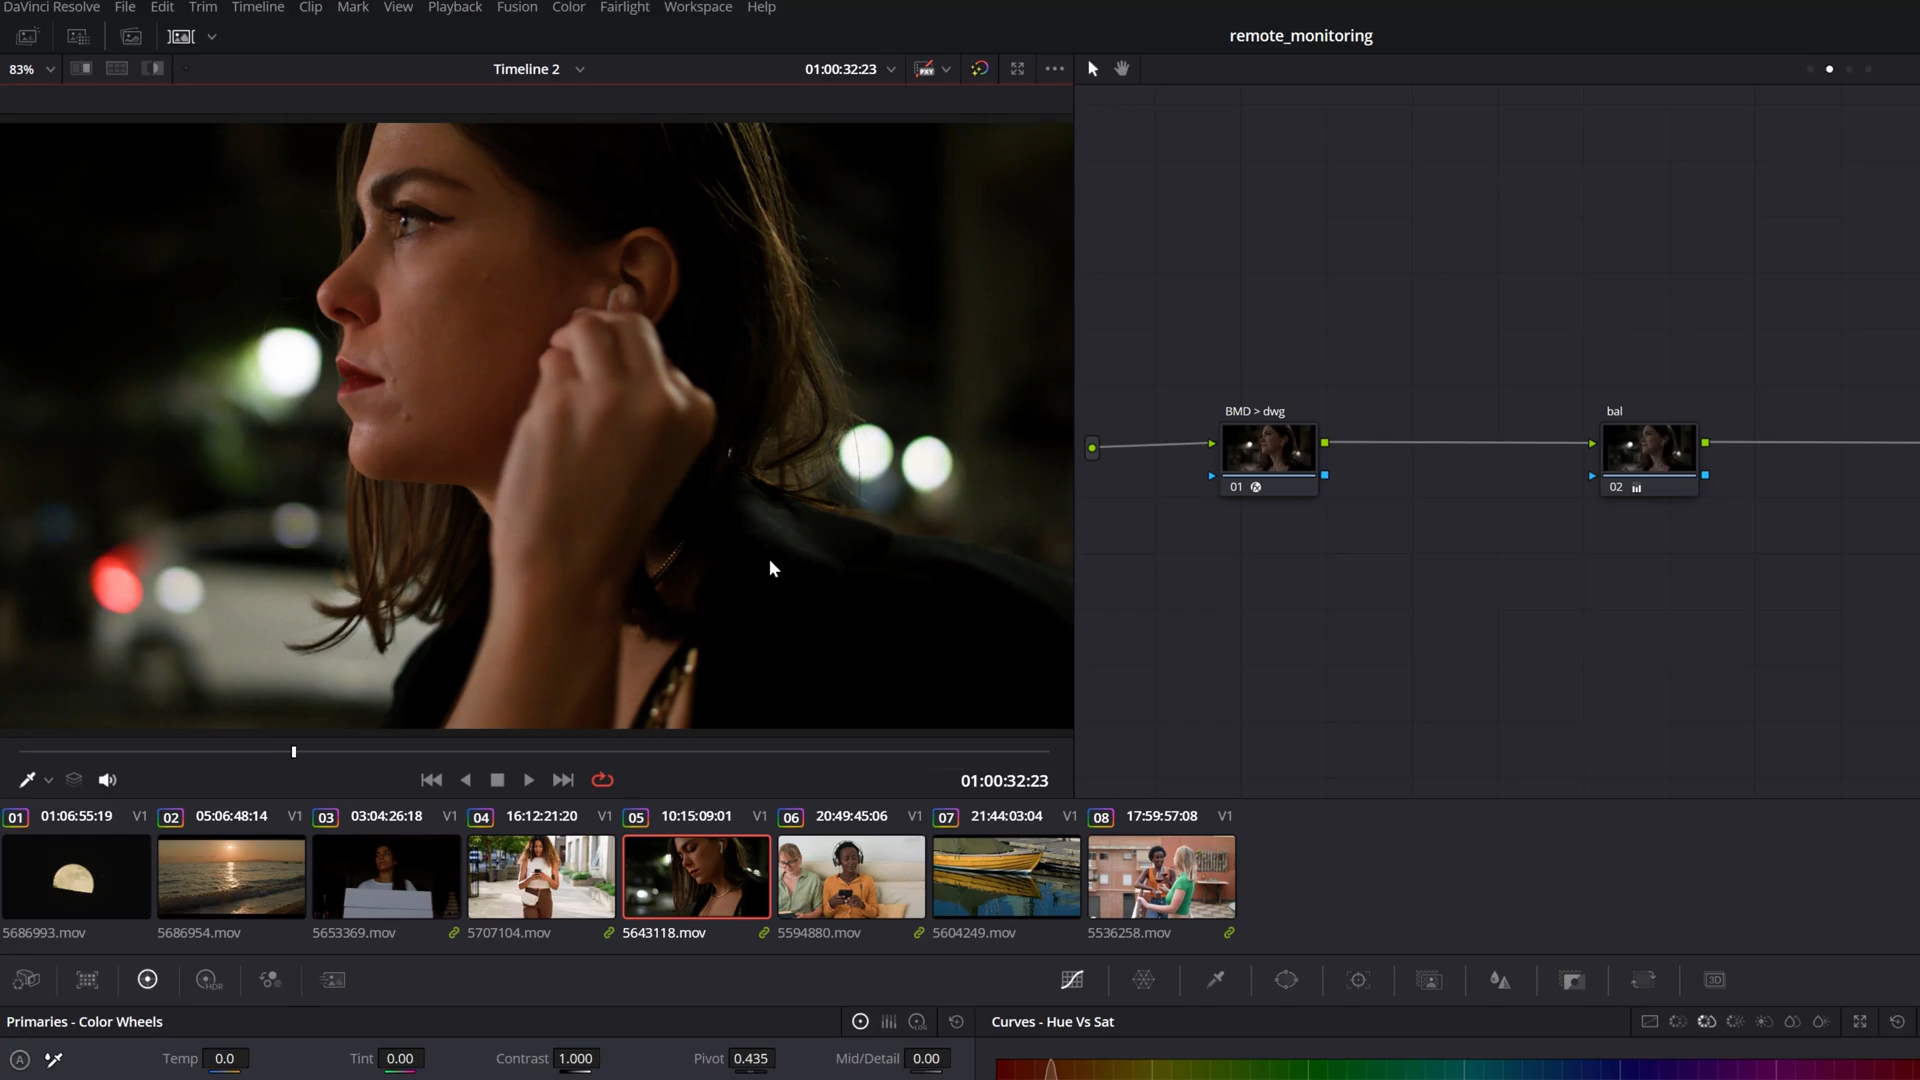 DaVinci Resolve File Edit Trim Timeline Clip Mark View Playback Fusion Color Fairlight Workspace Help
remote_monitoring
83% Timeline 2 01:00:32:23 PXY
BMD > dwg bal
01 02
01:00:32:23
01 01:06:55:19 V1 02 05:06:48:14 V1 03 03:04:26:18 V1 04 16:12:21:20 V1 05 10:15:09:01 V1 06 20:49:45:06 V1 07 21:44:03:04 V1 08 17:59:57:08 V1
5686993.mov 5686954.mov 5653369.mov 5707104.mov 5643118.mov 5594880.mov 5604249.mov 5536258.mov
HDR 3D
Primaries - Color Wheels LOG Curves - Hue Vs Sat
A Temp 0.0 Tint 0.00 Contrast 1.000 Pivot 0.435 Mid/Detail 0.00